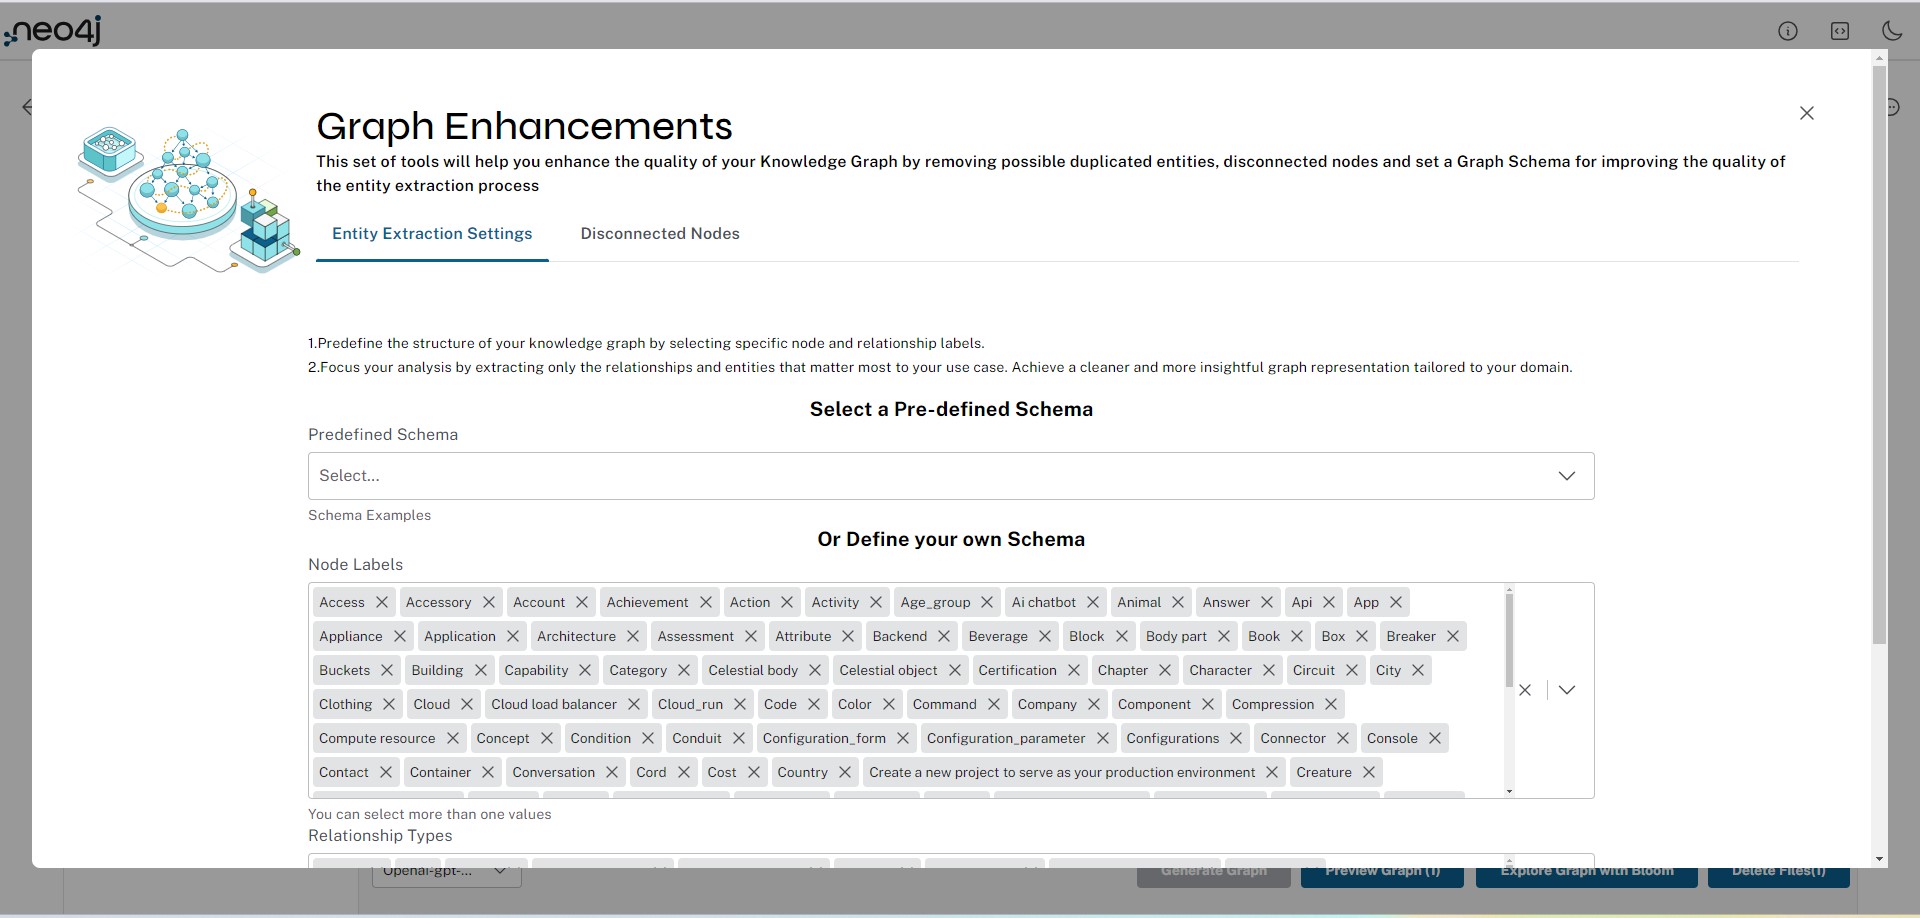 neo4j
Graph Enhancements
This set of tools will help you enhance the quality of your Knowledge Graph by removing possible duplicated entities, disconnected nodes and set a Graph Schema for improving the quality of
the entity extraction process
Entity Extraction Settings Disconnected Nodes
1.Predefine the structure of your knowledge graph by selecting specific node and relationship labels.
2.Focus your analysis by extracting only the relationships and entities that matter most to your use case. Achieve a cleaner and more insightful graph representation tailored to your domain.
Select a Pre-defined Schema
Predefined Schema
Select...
Schema Examples
Or Define your own Schema
Node Labels
Access Accessory Account Achievement Action Activity Age_group Ai chatbot Animal Answer Api App
Appliance Application Architecture Assessment Attribute Backend Beverage Block Body part Book Box Breaker
Buckets Building Capability Category Celestial body Celestial object Certification Chapter Character Circuit City
Clothing Cloud Cloud load balancer Cloud_run Code Color Command Company Component Compression
Compute resource Concept Condition Conduit Configuration_form Configuration_parameter Configurations Connector Console
Contact Container Conversation Cord Cost Country Create a new project to serve as your production environment Creature
You can select more than one values
Relationship Types
Openai-gpt-... Generate Graph Preview Graph (1) Explore Graph with Bloom Delete Files(1)